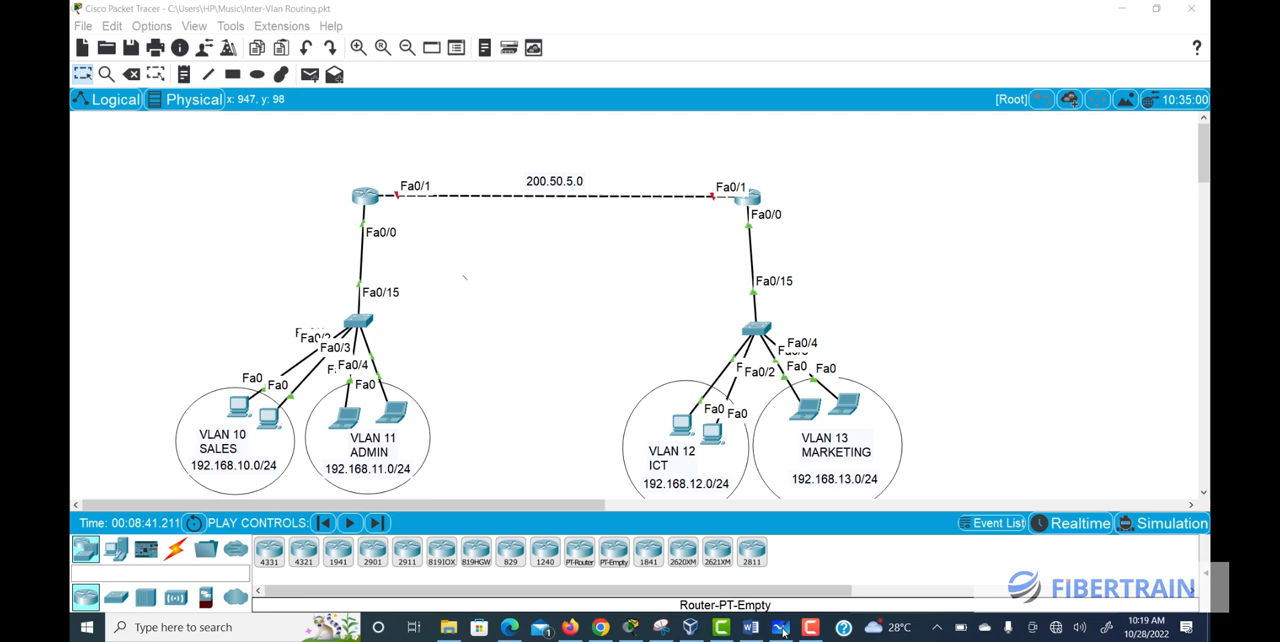 Cisco Packet Tracer - C:\Users\HP\Music\Inter-Vlan Routing.pkt
File Edit Options View Tools Extensions Help
?
Logical Physical x: 947, y: 98 [Root] 10:35:00
Fa0/1 200.50.5.0 Fa0/1
Fa0/0 Fa0/0
Fa0/15 Fa0/15
Fa0/2
Fa0/3
Fa0/4
Fa0 Fa0 Fa0
Fa0/4
Fa0/2
Fa0 Fa0
Fa0 Fa0
VLAN 10
SALES
192.168.10.0/24
VLAN 11
ADMIN
192.168.11.0/24
VLAN 12
ICT
192.168.12.0/24
VLAN 13
MARKETING
192.168.13.0/24
Time: 00:08:41.211 PLAY CONTROLS: Event List Realtime Simulation
4331 4321 1941 2901 2911 819IOX 819HGW 829 1240 PT-Router PT-Empty 1841 2620XM 2621XM 2811
FIBERTRAIN
Router-PT-Empty
Type here to search 1 28°C 10:19 AM
10/28/2022